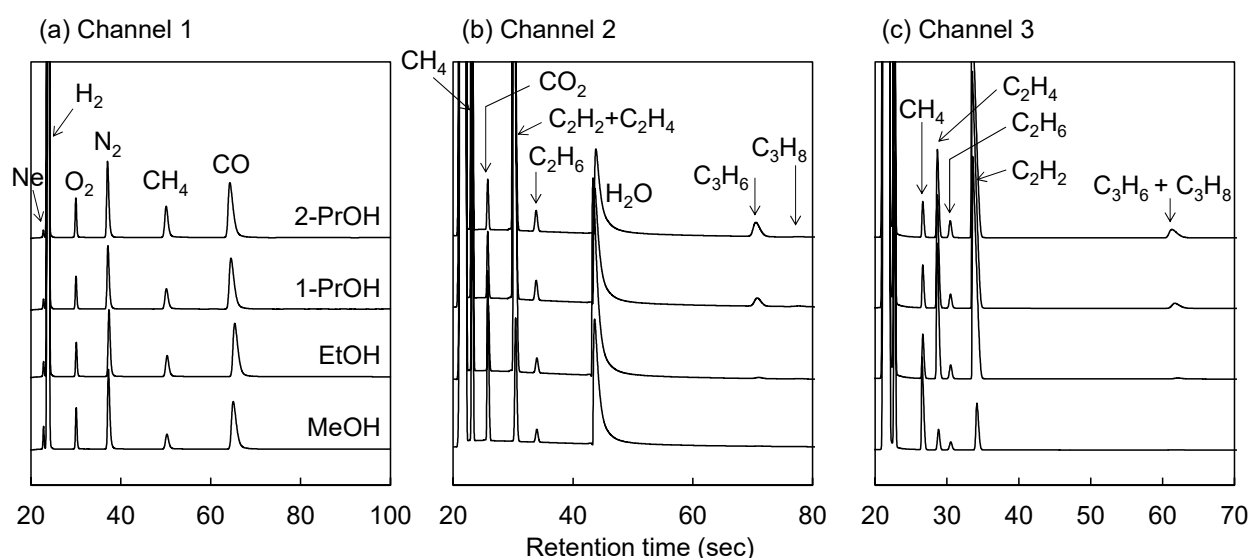 (a) Channel 1
H₂
Ne
O₂
N₂
CH₄
CO
2-PrOH
1-PrOH
EtOH
MeOH
20 40 60 80 100
(b) Channel 2
CH₄
CO₂
C₂H₂+C₂H₄
C₂H₆
H₂O
C₃H₆
C₃H₈
20 40 60 80
Retention time (sec)
(c) Channel 3
CH₄
C₂H₄
C₂H₆
C₂H₂
C₃H₆ + C₃H₈
20 30 40 50 60 70